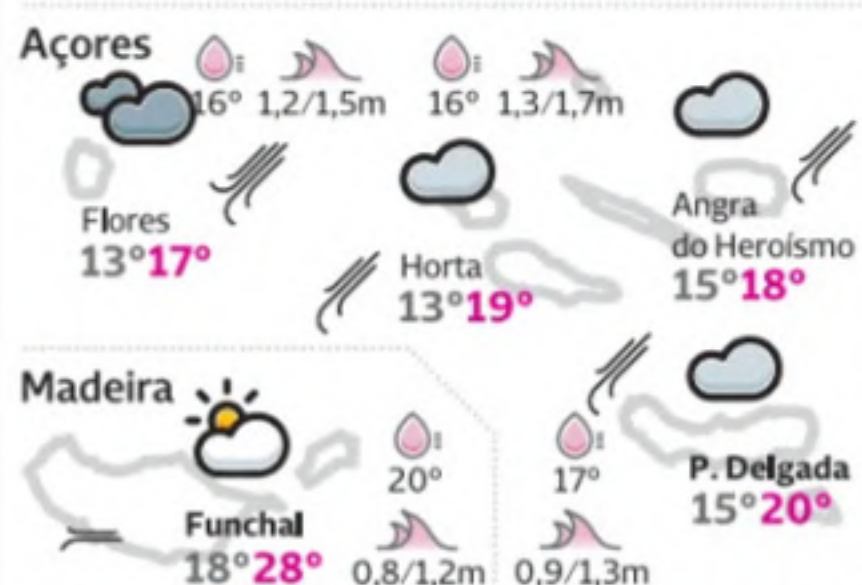 Açores
16° 1,2/1,5m 16° 1,3/1,7m
Flores
13° 17°
Horta
13° 19°
Angra
do Heroísmo
15° 18°
Madeira
20°
Funchal
18° 28°
0,8/1,2m
17°
0,9/1,3m
P. Delgada
15° 20°